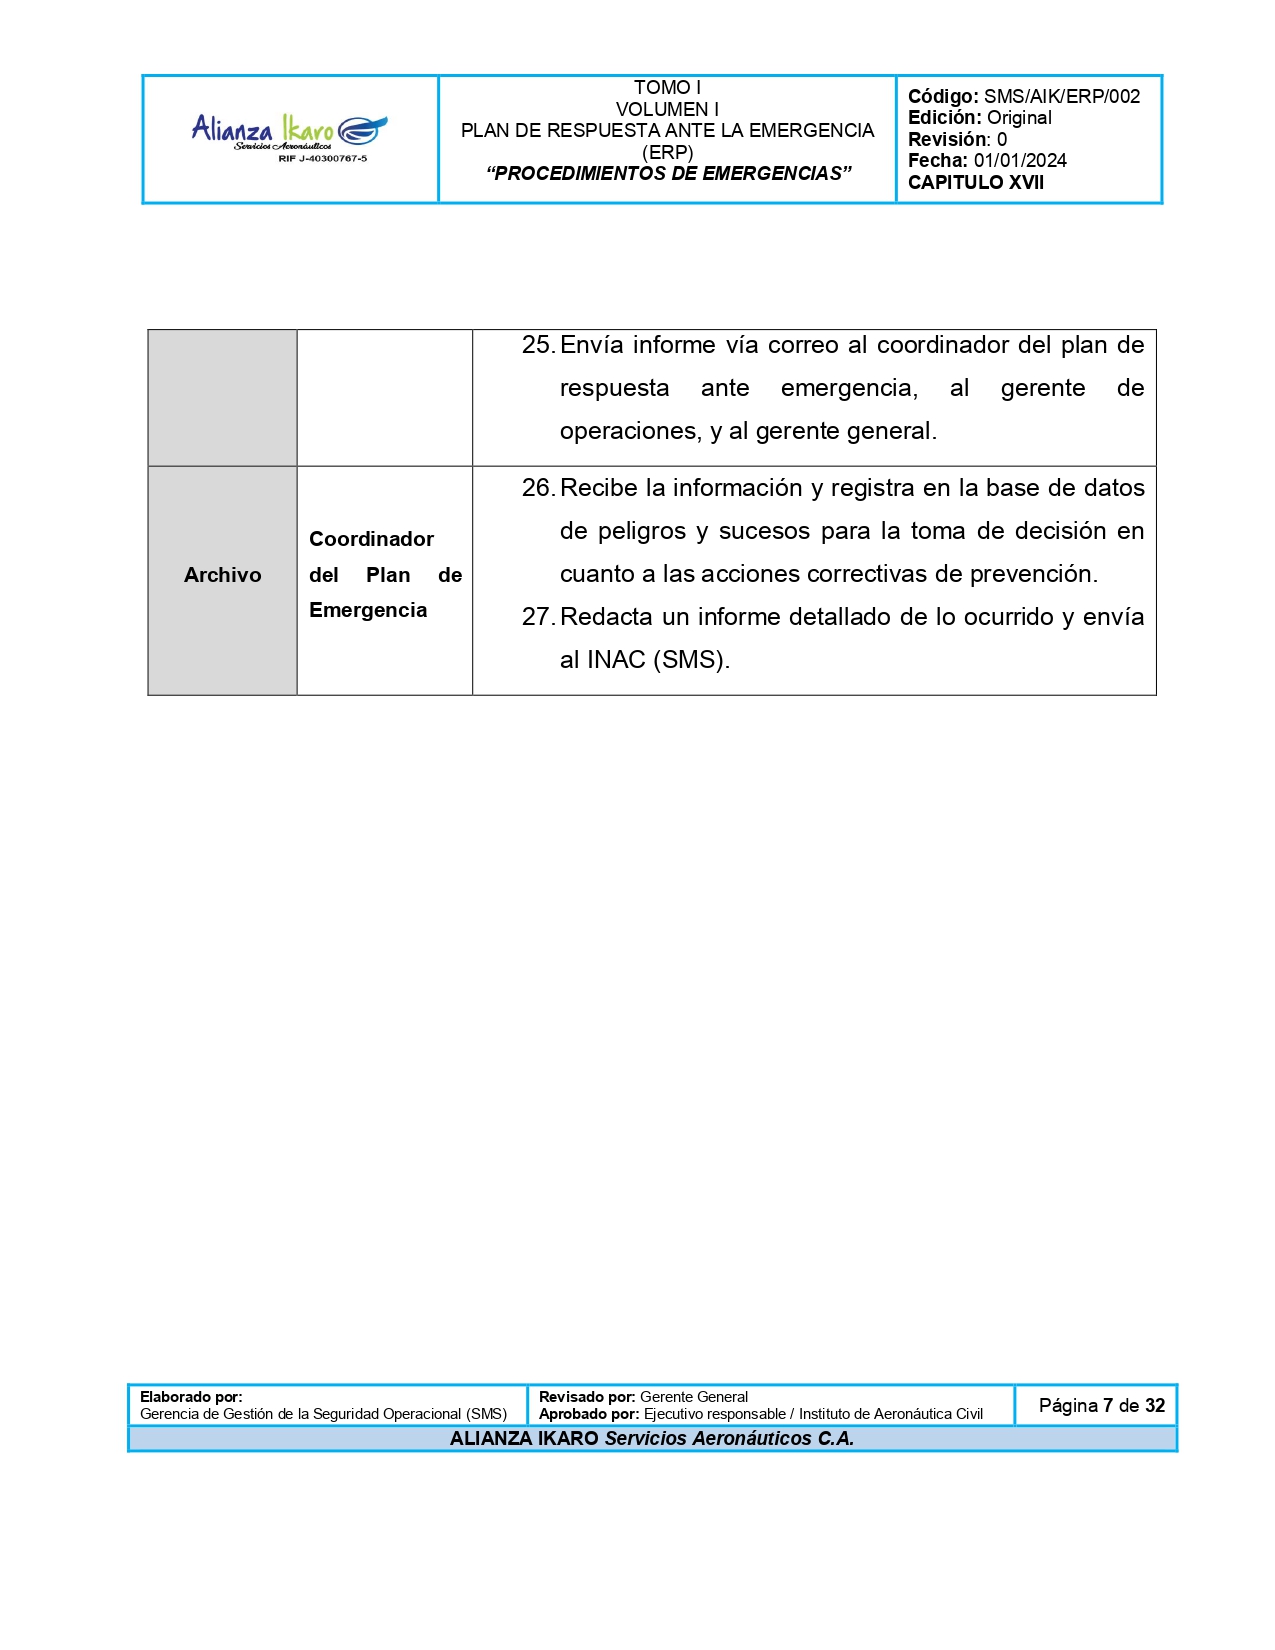 Alianza Ikaro
Servicios Aeronáuticos
RIF J-40300767-5
TOMO I
VOLUMEN I
PLAN DE RESPUESTA ANTE LA EMERGENCIA
(ERP)
“PROCEDIMIENTOS DE EMERGENCIAS”
Código: SMS/AIK/ERP/002
Edición: Original
Revisión: 0
Fecha: 01/01/2024
CAPITULO XVII
25. Envía informe vía correo al coordinador del plan de
respuesta ante emergencia, al gerente de
operaciones, y al gerente general.
Archivo
Coordinador
del Plan de
Emergencia
26. Recibe la información y registra en la base de datos
de peligros y sucesos para la toma de decisión en
cuanto a las acciones correctivas de prevención.
27. Redacta un informe detallado de lo ocurrido y envía
al INAC (SMS).
Elaborado por:
Gerencia de Gestión de la Seguridad Operacional (SMS)
Revisado por: Gerente General
Aprobado por: Ejecutivo responsable / Instituto de Aeronáutica Civil
Página 7 de 32
ALIANZA IKARO Servicios Aeronáuticos C.A.